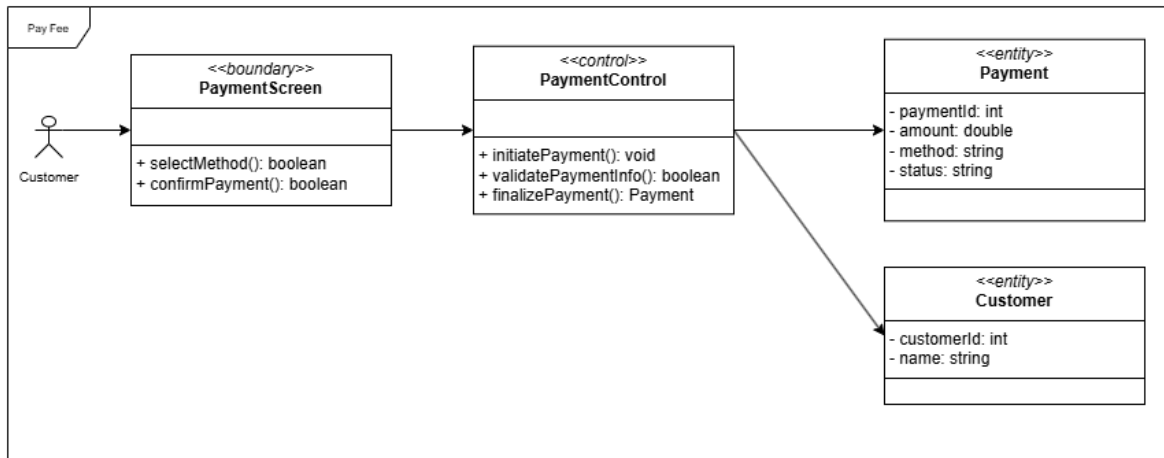 Pay Fee
Customer
<<boundary>>
PaymentScreen
+ selectMethod(): boolean
+ confirmPayment(): boolean
<<control>>
PaymentControl
+ initiatePayment(): void
+ validatePaymentInfo(): boolean
+ finalizePayment(): Payment
<<entity>>
Payment
- paymentId: int
- amount: double
- method: string
- status: string
<<entity>>
Customer
- customerId: int
- name: string